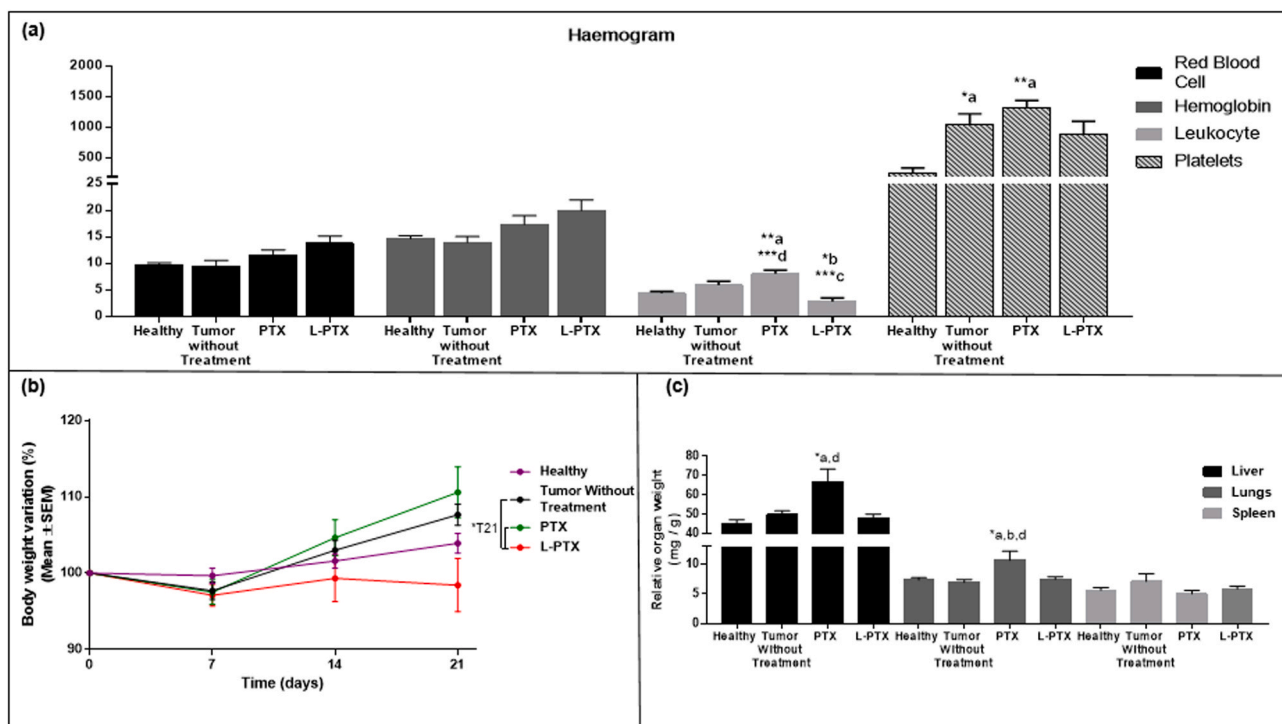 (a)
Haemogram
2000
1500
1000
500
25
20
15
10
5
0
*a
**a
**a
***d
*b
***c
Red Blood
Cell
Hemoglobin
Leukocyte
Platelets
Healthy Tumor without Treatment PTX L-PTX
Healthy Tumor without Treatment PTX L-PTX
Helathy Tumor without Treatment PTX L-PTX
Healthy Tumor without Treatment PTX L-PTX
(b)
Body weight variation (%)
(Mean ±SEM)
120
110
100
90
0 7 14 21
Time (days)
*T21
Healthy
Tumor Without
Treatment
PTX
L-PTX
(c)
Relative organ weight
(mg / g)
80
70
60
50
40
30
15
10
5
0
*a,d
*a,b,d
Liver
Lungs
Spleen
Healthy Tumor Without Treatment PTX L-PTX
Healthy Tumor Without Treatment PTX L-PTX
Healthy Tumor Without Treatment PTX L-PTX